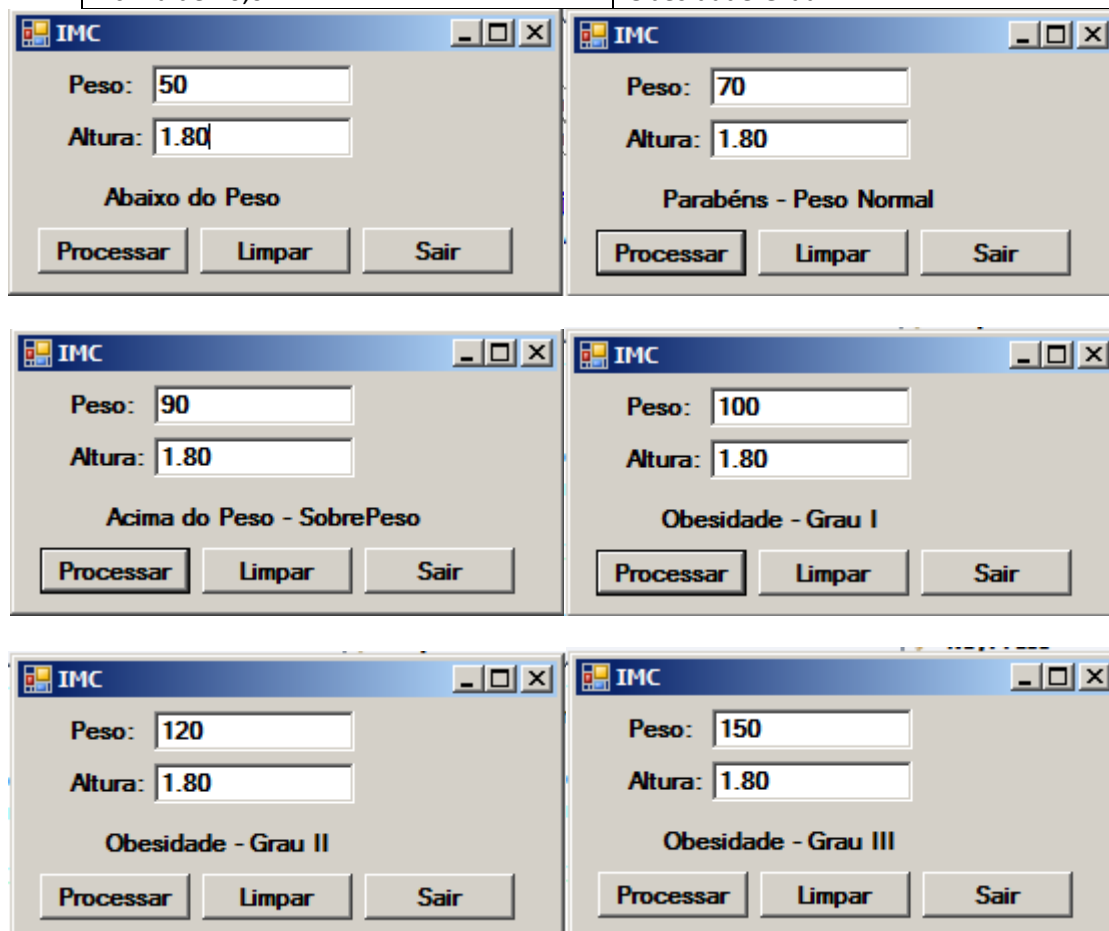 IMC
Peso: 50
Altura: 1.80
Abaixo do Peso
Processar Limpar Sair
IMC
Peso: 70
Altura: 1.80
Parabéns - Peso Normal
Processar Limpar Sair
IMC
Peso: 90
Altura: 1.80
Acima do Peso - SobrePeso
Processar Limpar Sair
IMC
Peso: 100
Altura: 1.80
Obesidade - Grau I
Processar Limpar Sair
IMC
Peso: 120
Altura: 1.80
Obesidade - Grau II
Processar Limpar Sair
IMC
Peso: 150
Altura: 1.80
Obesidade - Grau III
Processar Limpar Sair